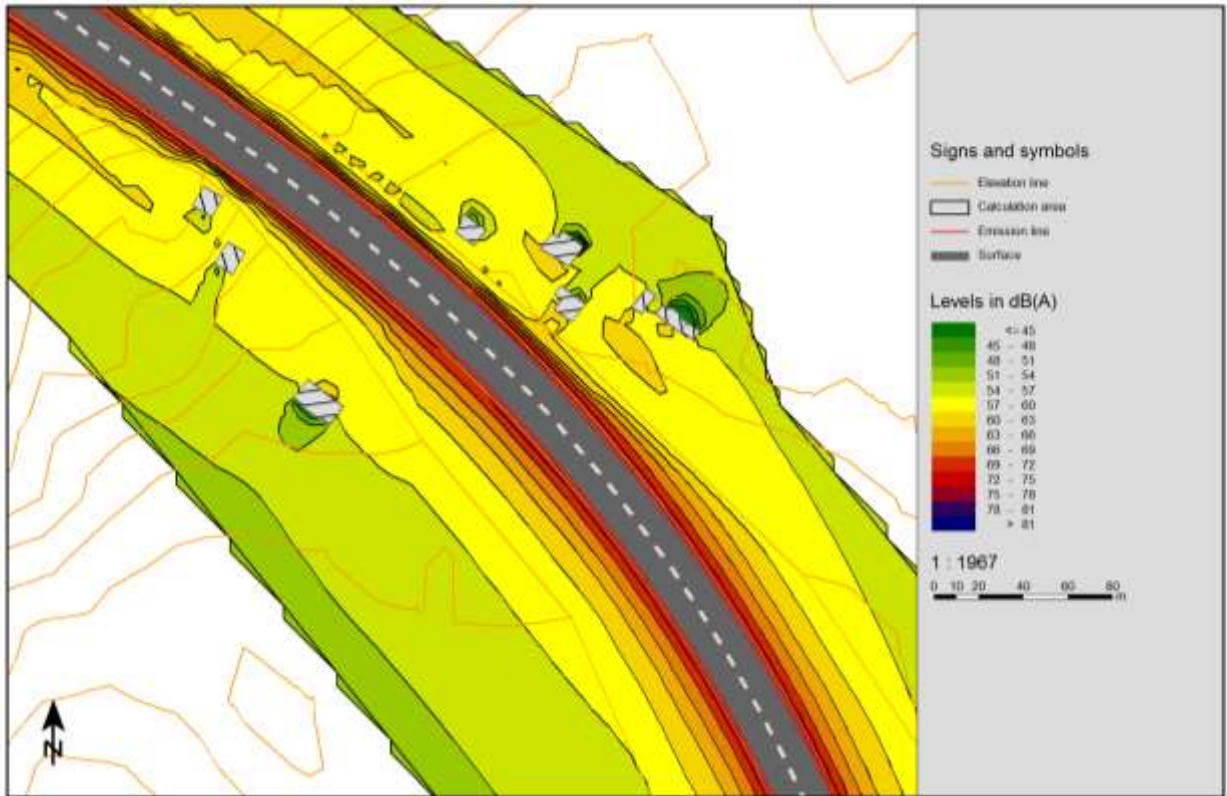 Signs and symbols
Elevation line
Calculation area
Emission line
Surface
Levels in dB(A)
<= 45
45 - 48
48 - 51
51 - 54
54 - 57
57 - 60
60 - 63
63 - 66
66 - 69
69 - 72
72 - 75
75 - 78
78 - 81
> 81
1 : 1967
0 10 20 40 60 80
m
N